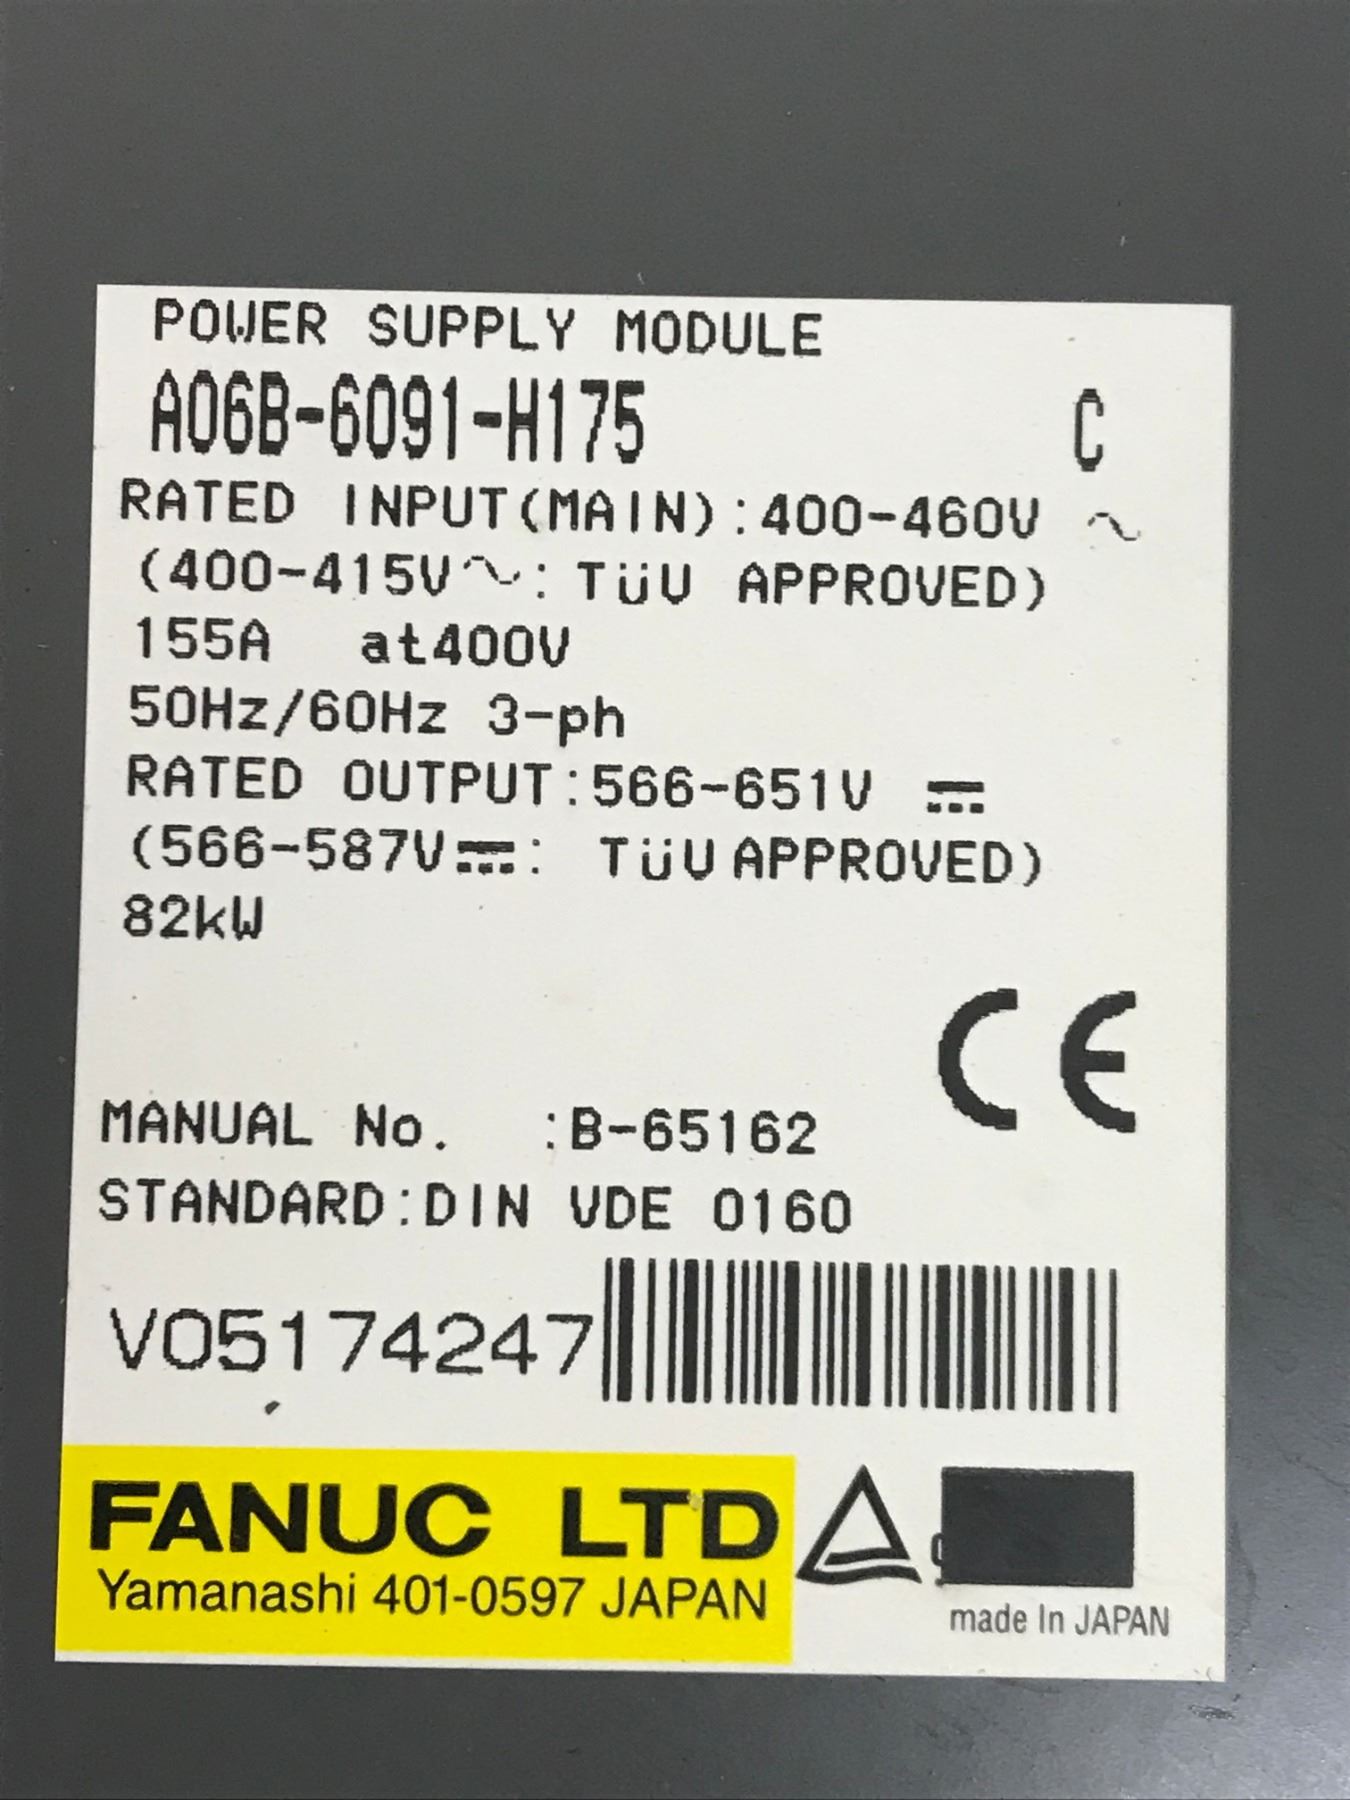 POWER SUPPLY MODULE
A06B-6091-H175 C
RATED INPUT(MAIN):400-460V ~
(400-415V~: TüV APPROVED)
155A at400V
50Hz/60Hz 3-ph
RATED OUTPUT:566-651V ⎓
(566-587V⎓: TüV APPROVED)
82kW
CE
MANUAL No. :B-65162
STANDARD:DIN VDE 0160
V05174247
FANUC LTD
Yamanashi 401-0597 JAPAN
made In JAPAN